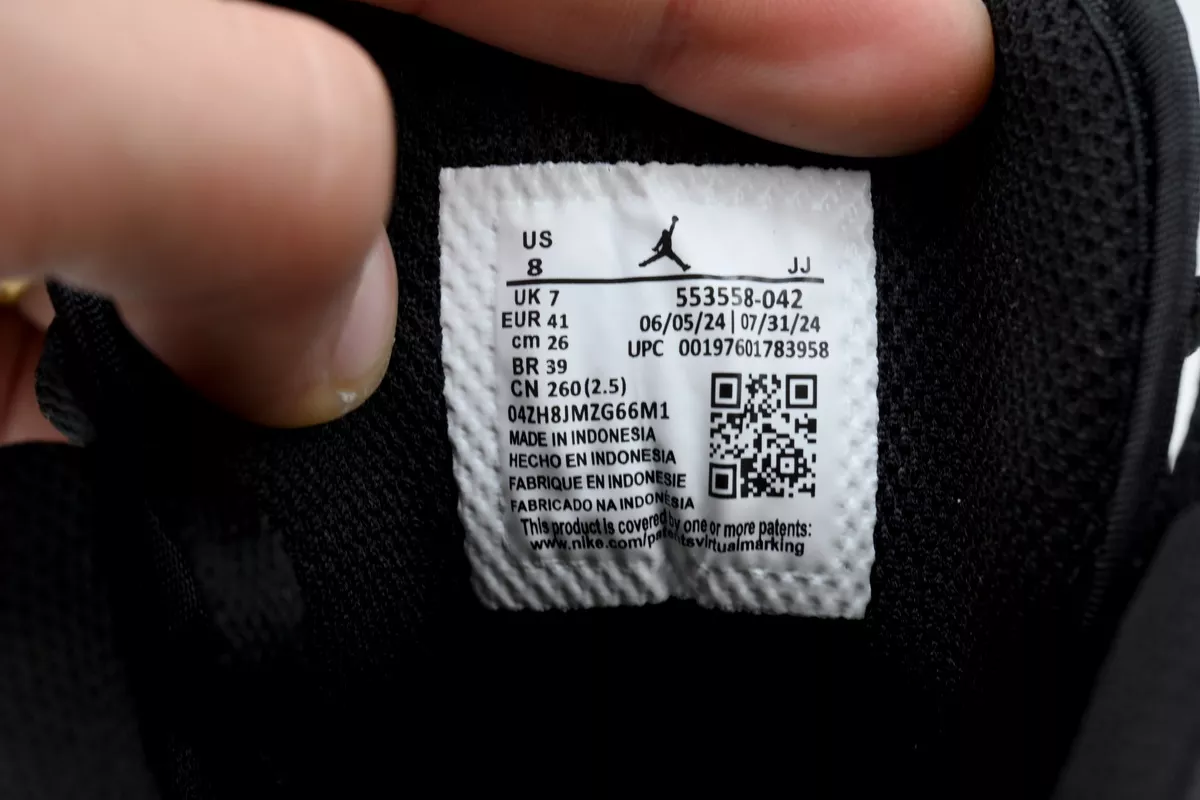 US
8
JJ
UK 7
553558-042
EUR 41
06/05/24 | 07/31/24
cm 26
UPC 00197601783958
BR 39
CN 260(2.5)
04ZH8JMZG66M1
MADE IN INDONESIA
HECHO EN INDONESIA
FABRIQUE EN INDONESIE
FABRICADO NA INDONESIA
This product is covered by one or more patents:
www.nike.com/patentsvirtualmarking